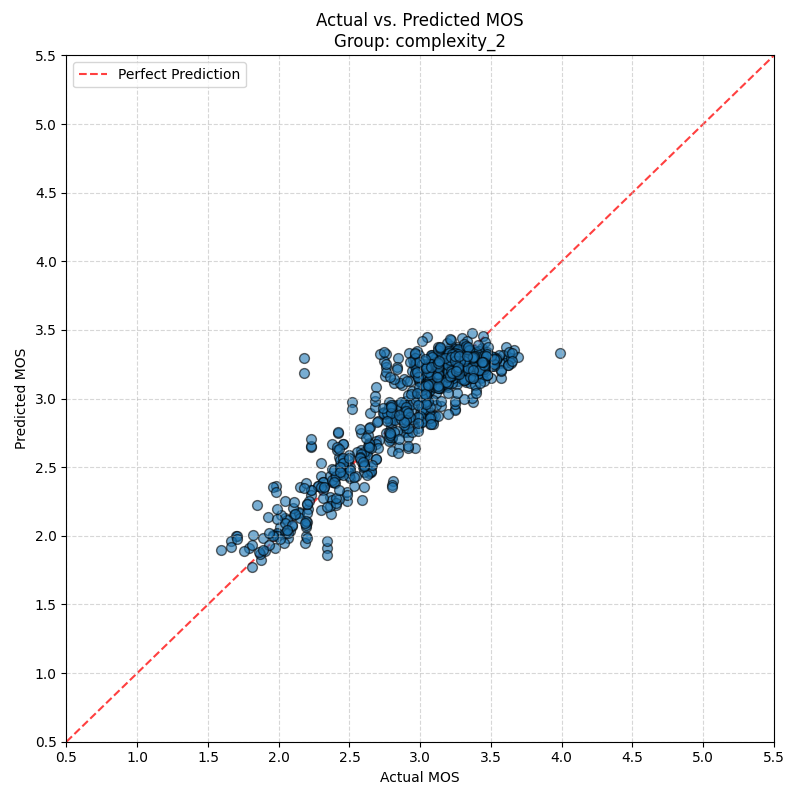 Actual vs. Predicted MOS
Group: complexity_2
Perfect Prediction
5.5
5.0
4.5
4.0
3.5
3.0
2.5
2.0
1.5
1.0
0.5
Predicted MOS
0.5 1.0 1.5 2.0 2.5 3.0 3.5 4.0 4.5 5.0 5.5
Actual MOS